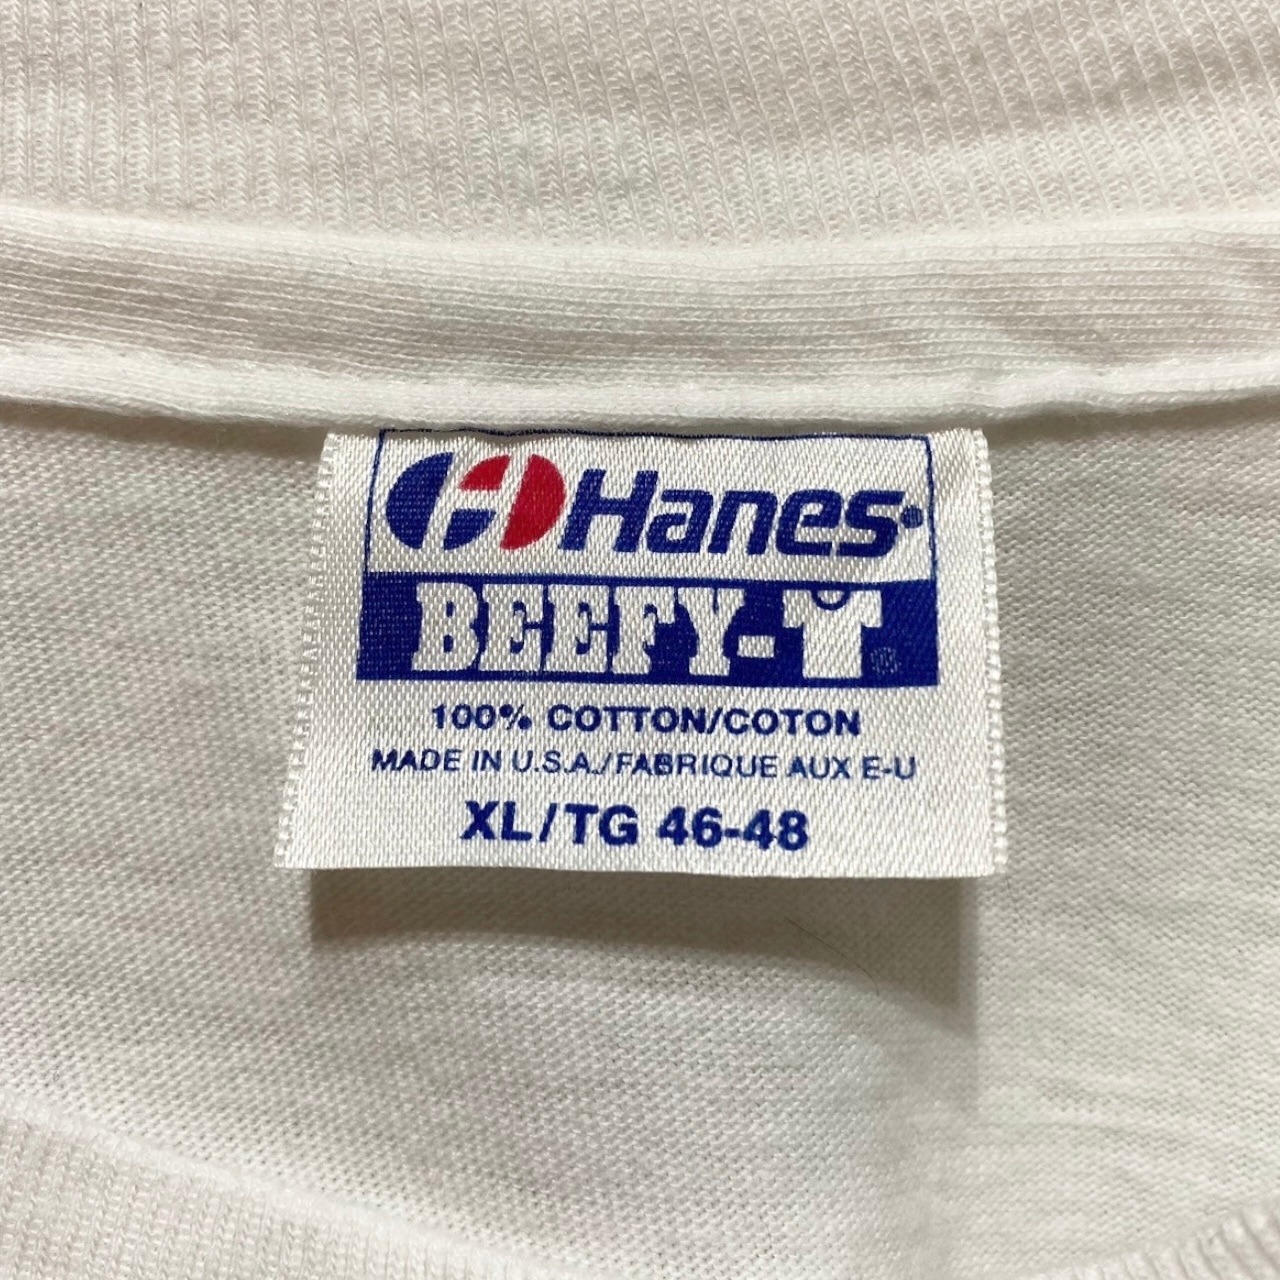 Hanes
BEEFY-T®
100% COTTON/COTON
MADE IN U.S.A./FABRIQUE AUX E-U
XL/TG 46-48